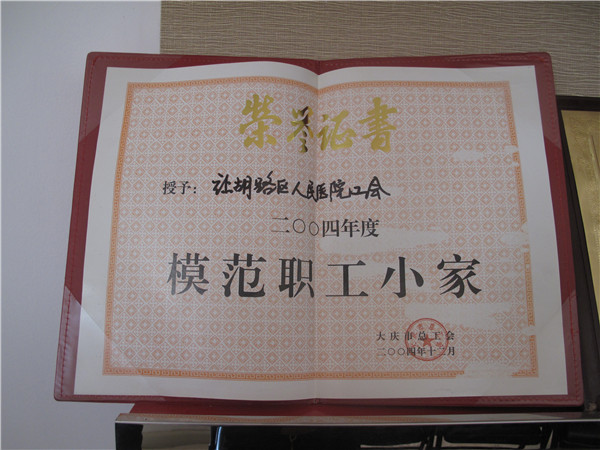 荣誉证书
授予：让胡路区人民医院工会
二〇〇四年度
模范职工小家
大庆市总工会
二〇〇四年十二月